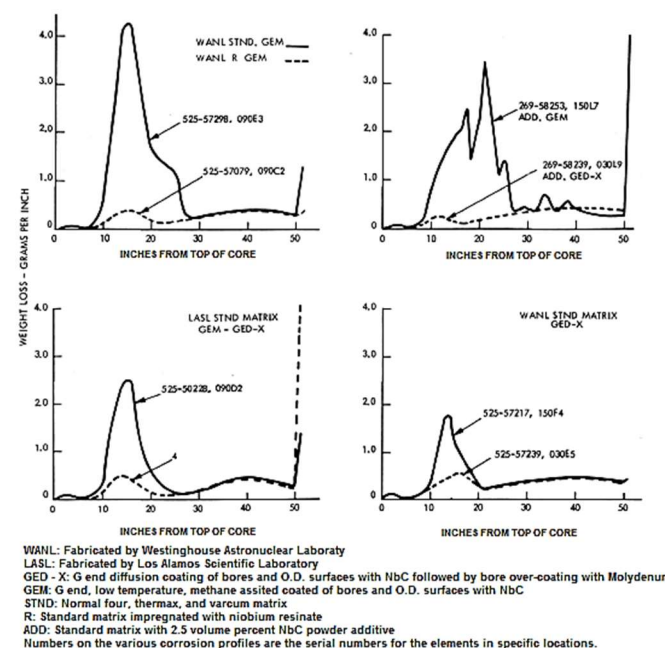 WEIGHT LOSS - GRAMS PER INCH
4.0
3.0
2.0
1.0
0
0 10 20 30 40 50
INCHES FROM TOP OF CORE
WANL STND. GEM
WANL R GEM
525-57298, 090E3
525-57079, 090C2
4.0
3.0
2.0
1.0
0
0 10 20 30 40 50
INCHES FROM TOP OF CORE
269-58253, 150L7
ADD. GEM
269-58239, 030L9
ADD. GED-X
4.0
3.0
2.0
1.0
0
0 10 20 30 40 50
INCHES FROM TOP OF CORE
LASL STND MATRIX
GEM - GED-X
525-50228, 090D2
4
4.0
3.0
2.0
1.0
0
0 10 20 30 40 50
INCHES FROM TOP OF CORE
WANL STND MATRIX
GED-X
525-57217, 150F4
525-57239, 030E5
WANL: Fabricated by Westinghouse Astronuclear Laboraty
LASL: Fabricated by Los Alamos Scientific Laboratory
GED - X: G end diffusion coating of bores and O.D. surfaces with NbC followed by bore over-coating with Molydenum
GEM: G end, low temperature, methane assited coated of bores and O.D. surfaces with NbC
STND: Normal four, thermax, and varcum matrix
R: Standard matrix impregnated with niobium resinate
ADD: Standard matrix with 2.5 volume percent NbC powder additive
Numbers on the various corrosion profiles are the serial numbers for the elements in specific locations.